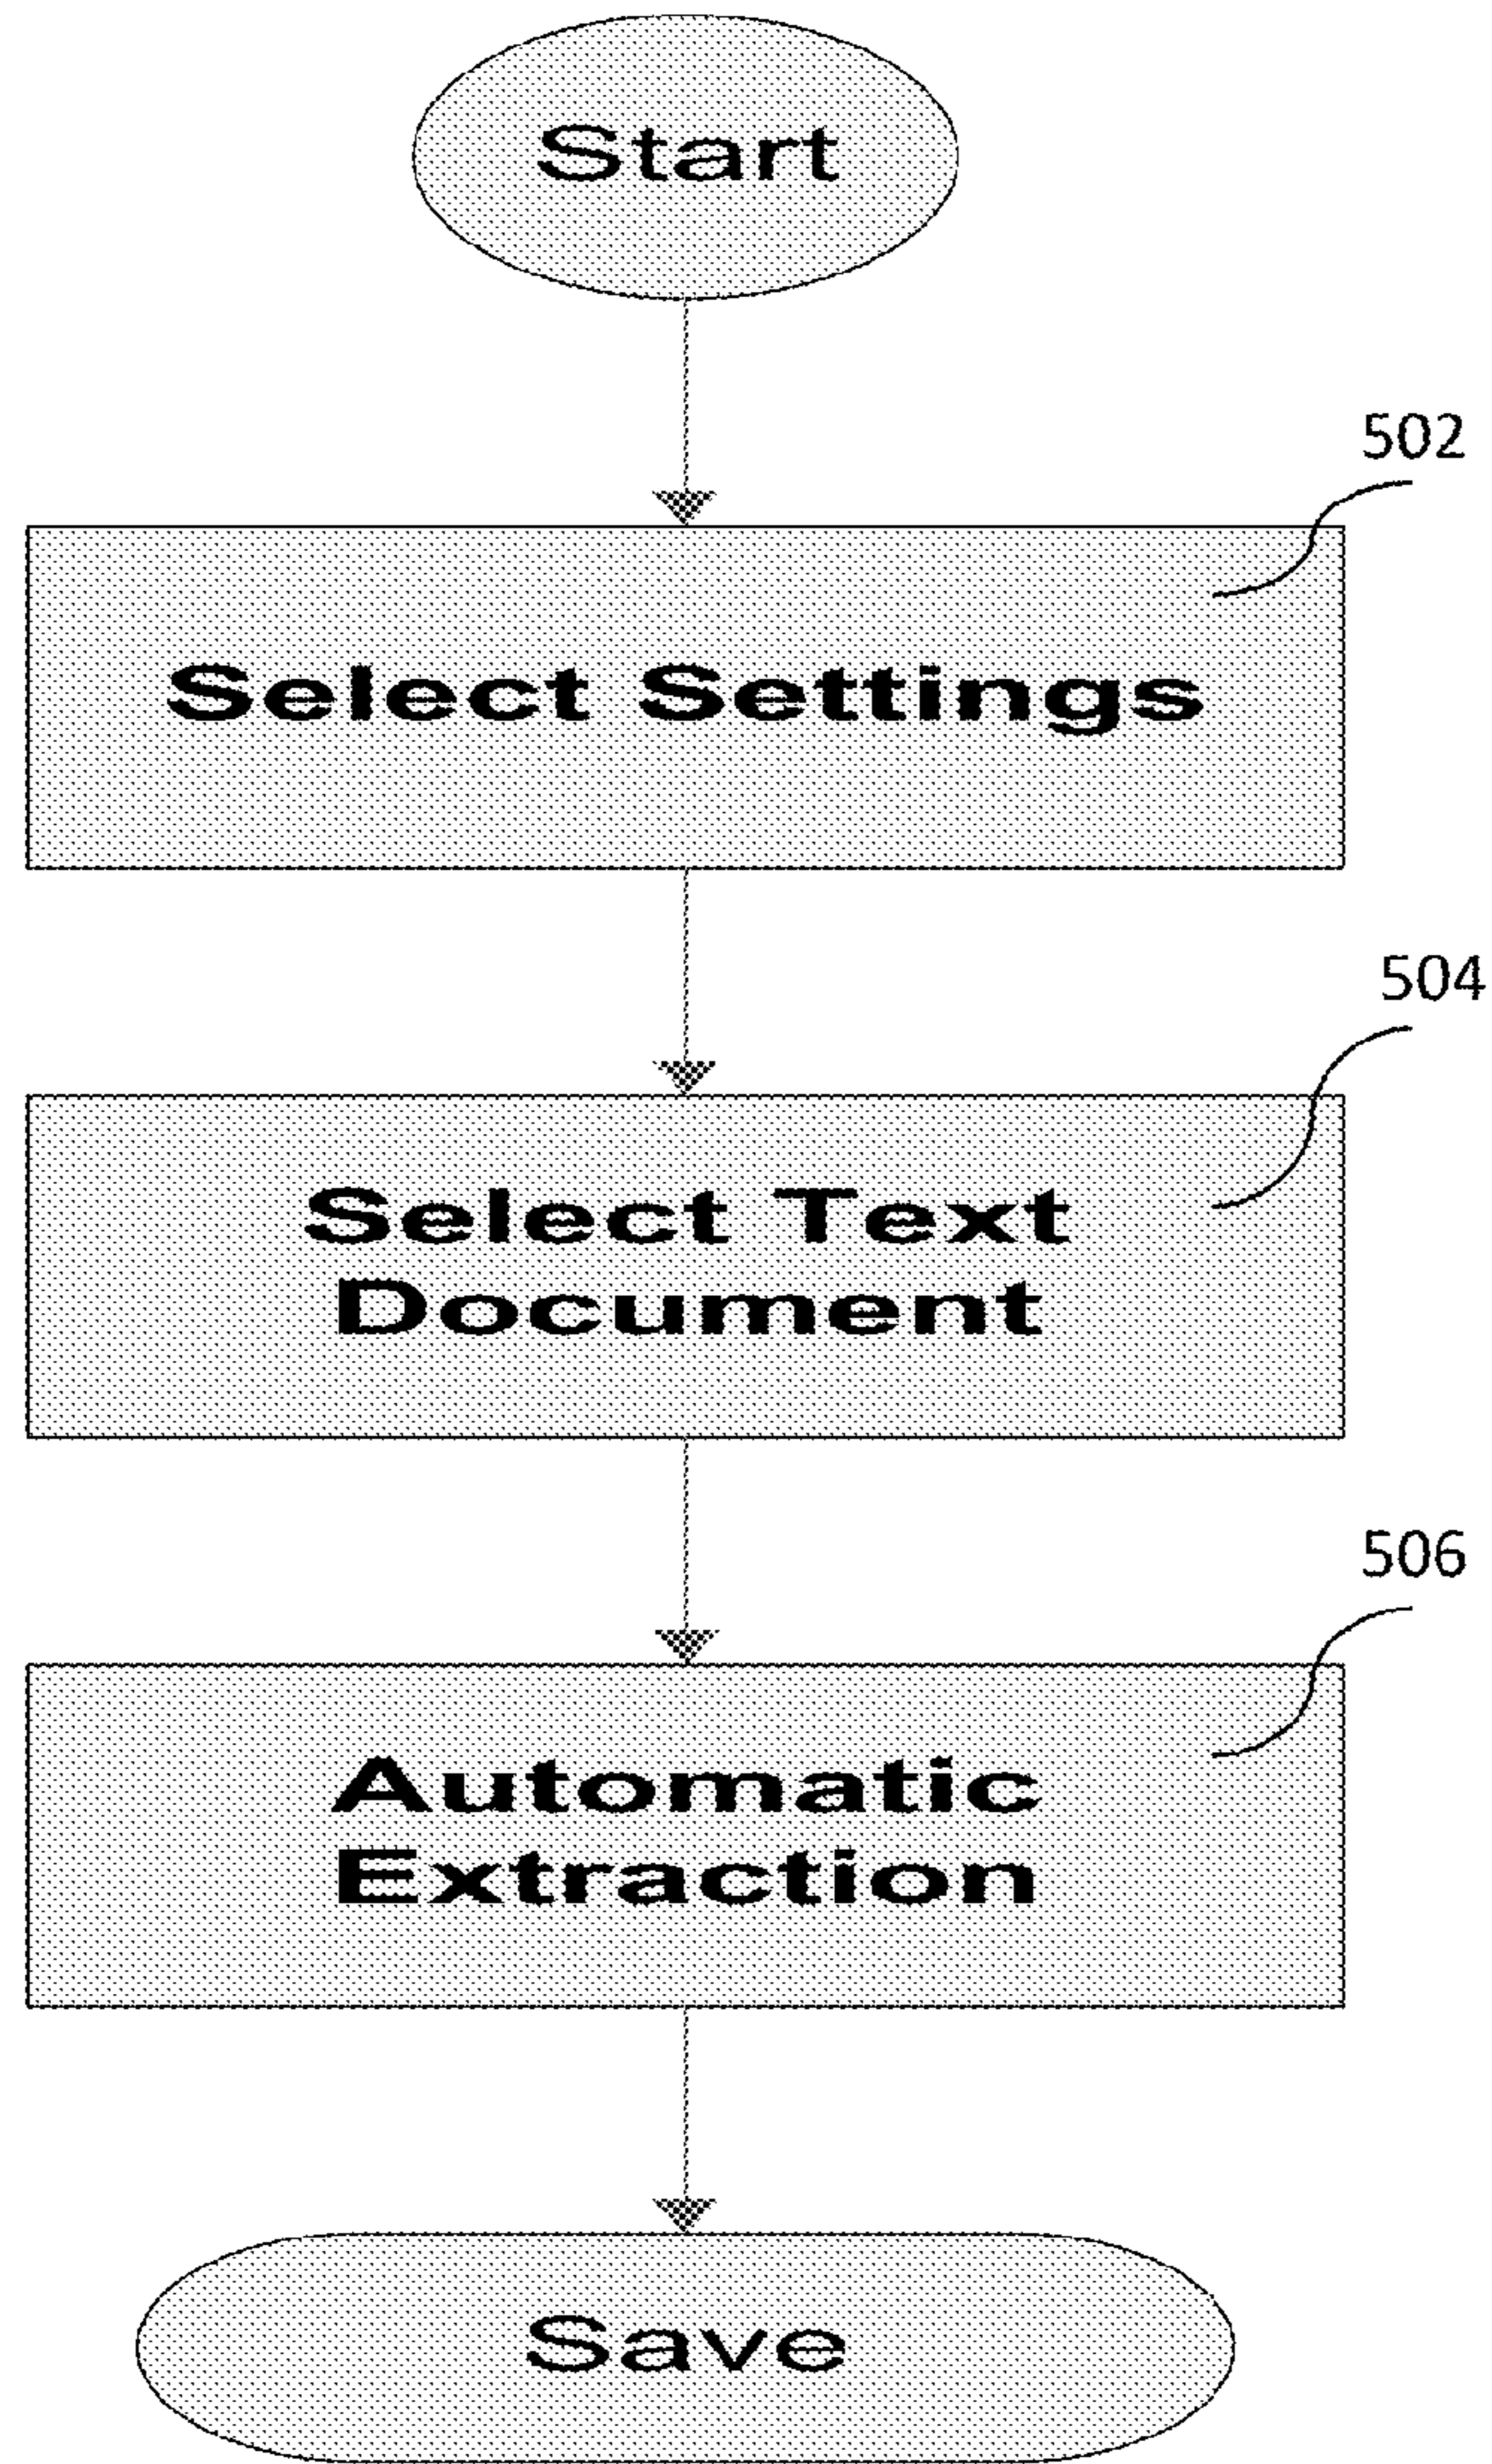 Start
502
Select Settings
504
Select Text
Document
506
Automatic
Extraction
Save